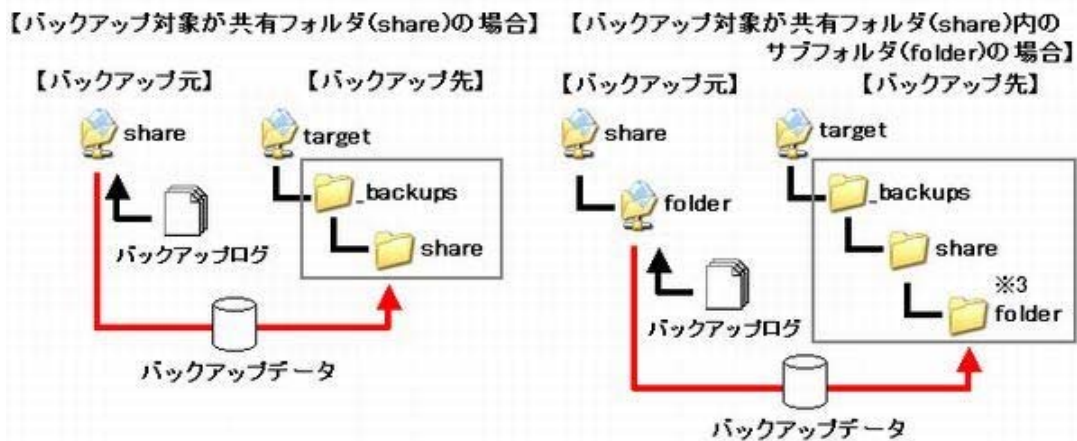 【バックアップ対象が共有フォルダ(share)の場合】
【バックアップ元】
【バックアップ先】
share
target
_backups
share
バックアップログ
バックアップデータ
【バックアップ対象が共有フォルダ(share)内の
サブフォルダ(folder)の場合】
【バックアップ元】
【バックアップ先】
share
target
folder
_backups
share
※3
folder
バックアップログ
バックアップデータ